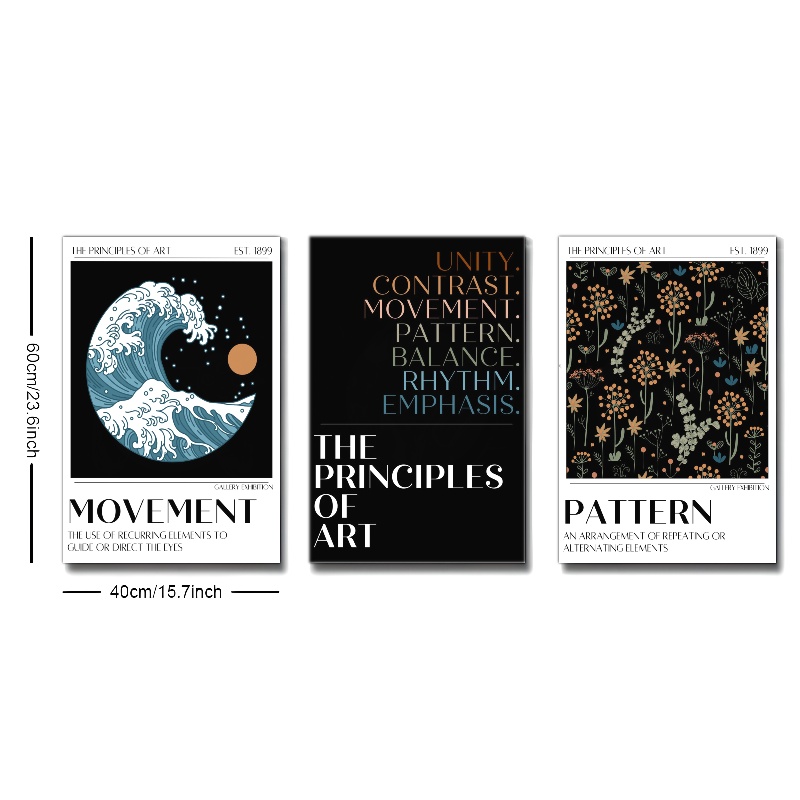 THE PRINCIPLES OF ART EST. 1899
GALLERY EXHIBITION
MOVEMENT
THE USE OF RECURRING ELEMENTS TO
GUIDE OR DIRECT THE EYES
UNITY.
CONTRAST.
MOVEMENT.
PATTERN.
BALANCE.
RHYTHM.
EMPHASIS.
THE
PRINCIPLES
OF
ART
THE PRINCIPLES OF ART EST. 1899
GALLERY EXHIBITION
PATTERN
AN ARRANGEMENT OF REPEATING OR
ALTERNATING ELEMENTS
60cm/23.6inch
40cm/15.7inch